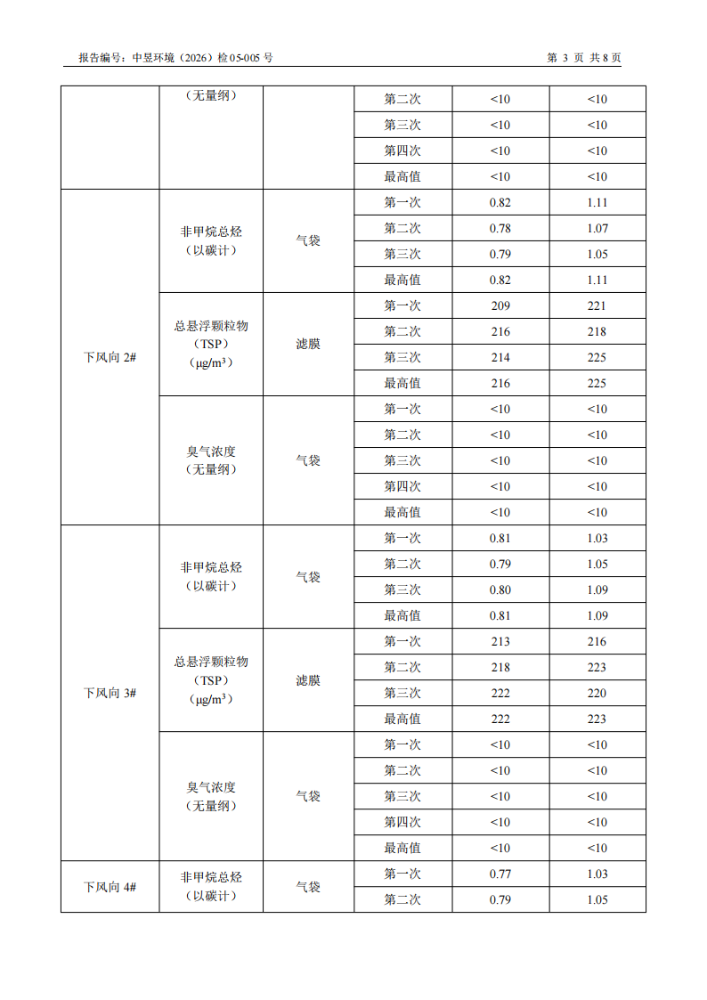 报告编号：中昱环境（2026）检 05-005 号 第 3 页 共 8 页
（无量纲） 第二次 <10 <10
第三次 <10 <10
第四次 <10 <10
最高值 <10 <10
下风向 2#
非甲烷总烃
（以碳计）
气袋
第一次 0.82 1.11
第二次 0.78 1.07
第三次 0.79 1.05
最高值 0.82 1.11
总悬浮颗粒物
（TSP）
（μg/m³）
滤膜
第一次 209 221
第二次 216 218
第三次 214 225
最高值 216 225
臭气浓度
（无量纲）
气袋
第一次 <10 <10
第二次 <10 <10
第三次 <10 <10
第四次 <10 <10
最高值 <10 <10
下风向 3#
非甲烷总烃
（以碳计）
气袋
第一次 0.81 1.03
第二次 0.79 1.05
第三次 0.80 1.09
最高值 0.81 1.09
总悬浮颗粒物
（TSP）
（μg/m³）
滤膜
第一次 213 216
第二次 218 223
第三次 222 220
最高值 222 223
臭气浓度
（无量纲）
气袋
第一次 <10 <10
第二次 <10 <10
第三次 <10 <10
第四次 <10 <10
最高值 <10 <10
下风向 4#
非甲烷总烃
（以碳计）
气袋
第一次 0.77 1.03
第二次 0.79 1.05